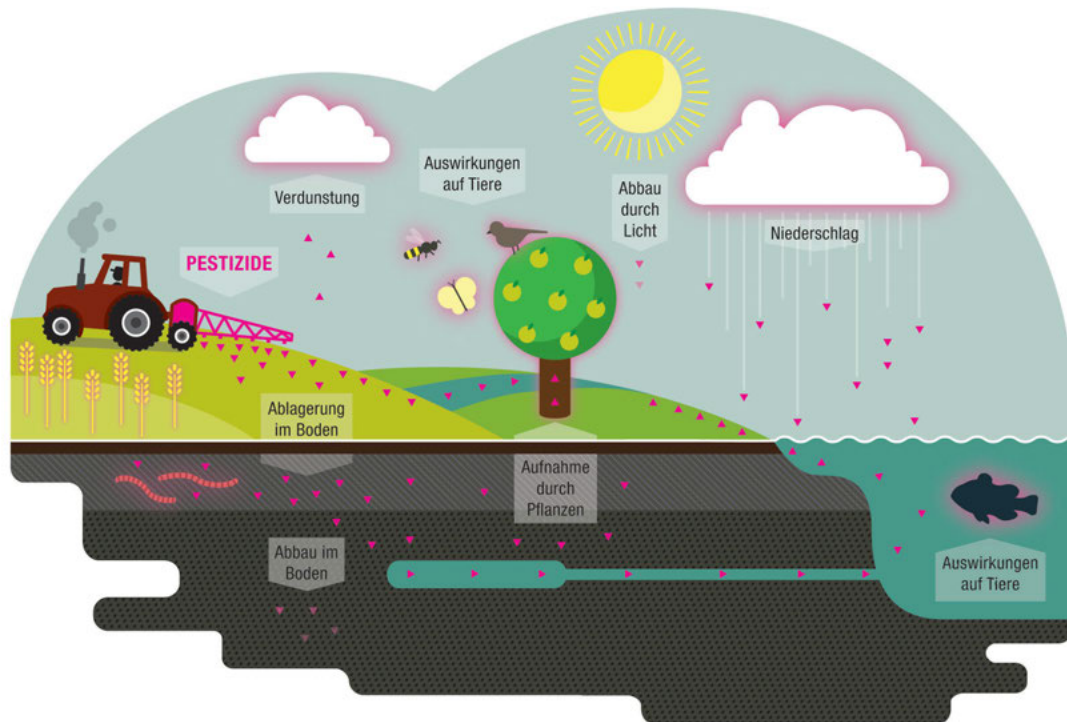 Auswirkungen
auf Tiere
Abbau
durch
Licht
Verdunstung
Niederschlag
PESTIZIDE
Ablagerung
im Boden
Aufnahme
durch
Pflanzen
Abbau im
Boden
Auswirkungen
auf Tiere